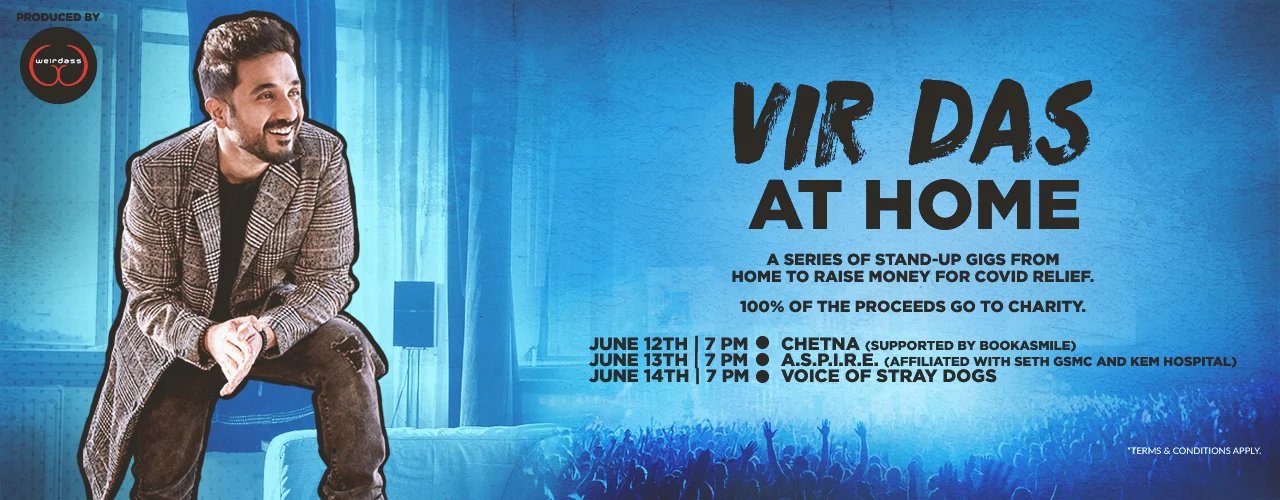 PRODUCED BY
weirdass
VIR DAS
AT HOME
A SERIES OF STAND-UP GIGS FROM
HOME TO RAISE MONEY FOR COVID RELIEF.
100% OF THE PROCEEDS GO TO CHARITY.
JUNE 12TH | 7 PM ● CHETNA (SUPPORTED BY BOOKASMILE)
JUNE 13TH | 7 PM ● A.S.P.I.R.E. (AFFILIATED WITH SETH GSMC AND KEM HOSPITAL)
JUNE 14TH | 7 PM ● VOICE OF STRAY DOGS
*TERMS & CONDITIONS APPLY.